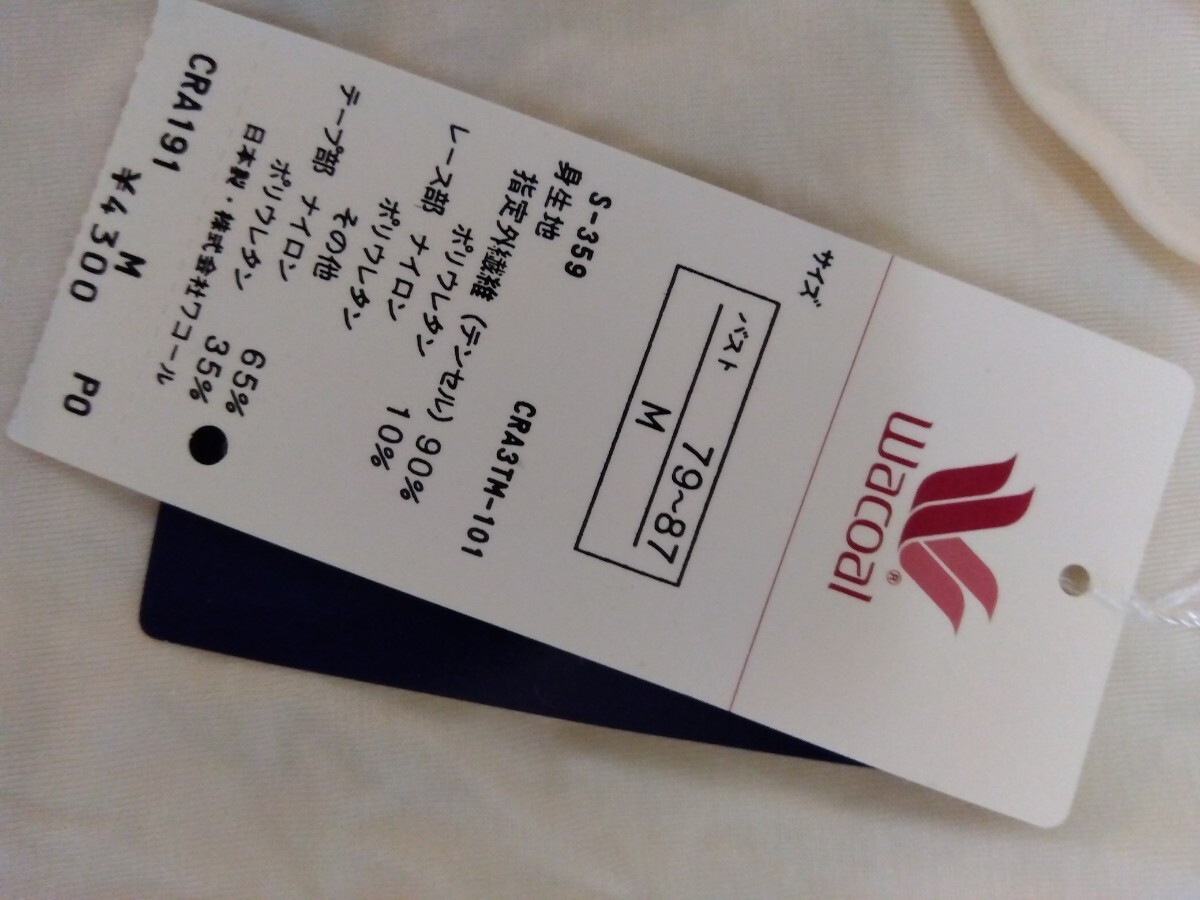 wacoal®
サイズ
バスト 79~87
M
S-359 CRA3TM-101
身生地
指定外繊維 (テンセル) 90%
ポリウレタン 10%
レース部 ナイロン
ポリウレタン
その他
テープ部 ナイロン 65%
ポリウレタン 35%
日本製・株式会社ワコール
CRA191 M
¥4300 PO